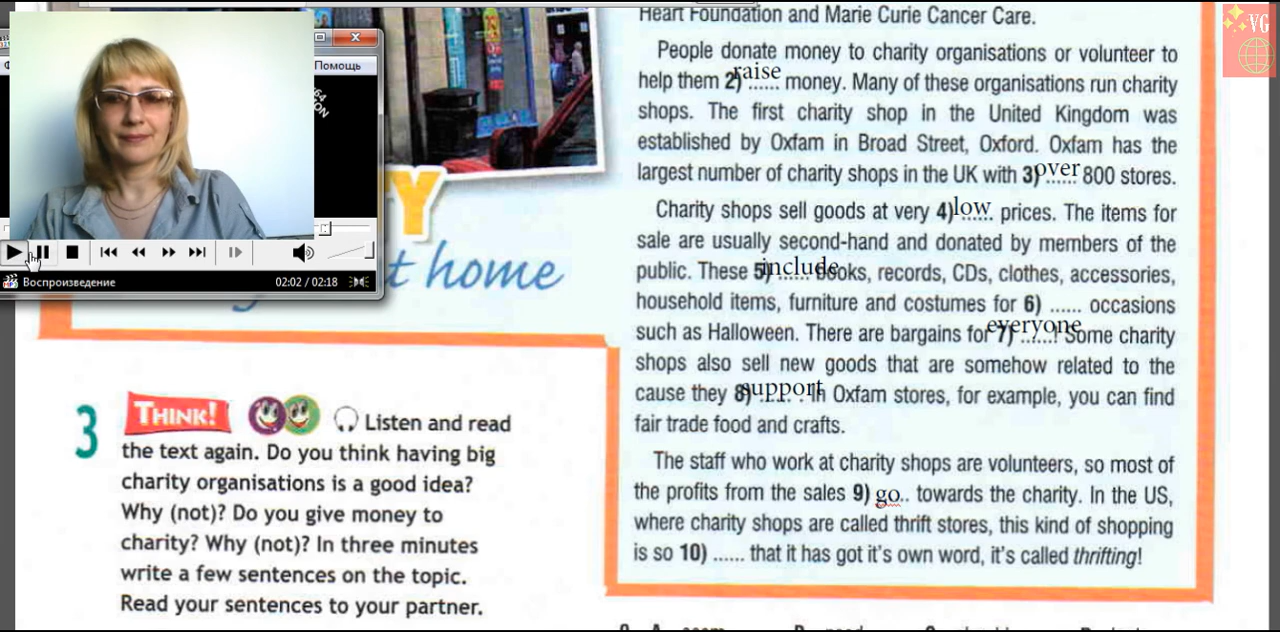 Heart Foundation and Marie Curie Cancer Care.
People donate money to charity organisations or volunteer to
help them 2) ...... raise money. Many of these organisations run charity
shops. The first charity shop in the United Kingdom was
established by Oxfam in Broad Street, Oxford. Oxfam has the
largest number of charity shops in the UK with 3) ...... over 800 stores.
Charity shops sell goods at very 4) ...... low prices. The items for
sale are usually second-hand and donated by members of the
public. These 5) ...... include books, records, CDs, clothes, accessories,
household items, furniture and costumes for 6) ...... occasions
such as Halloween. There are bargains for 7) ...... everyone! Some charity
shops also sell new goods that are somehow related to the
cause they 8) ...... support. In Oxfam stores, for example, you can find
fair trade food and crafts.
The staff who work at charity shops are volunteers, so most of
the profits from the sales 9) go.. towards the charity. In the US,
where charity shops are called thrift stores, this kind of shopping
is so 10) ...... that it has got it's own word, it's called thrifting!
VG
Помощь
Воспроизведение
02:02 / 02:18
Y
t home
3 THINK! Listen and read
the text again. Do you think having big
charity organisations is a good idea?
Why (not)? Do you give money to
charity? Why (not)? In three minutes
write a few sentences on the topic.
Read your sentences to your partner.